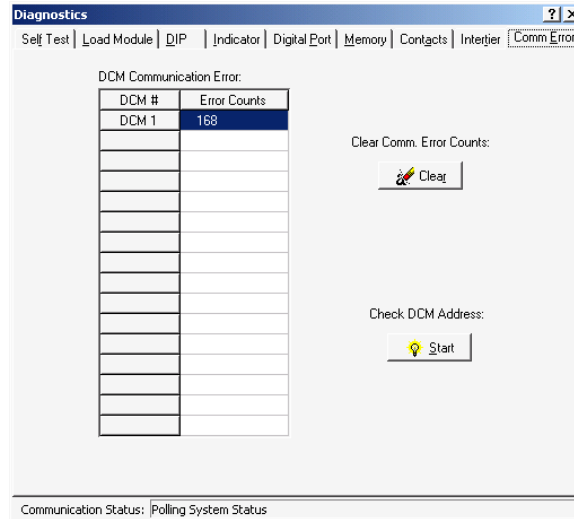 Diagnostics
Self Test Load Module DIP Indicator Digital Port Memory Contacts Intertier Comm Error
DCM Communication Error:
DCM # Error Counts
DCM 1 168
Clear Comm. Error Counts:
Clear
Check DCM Address:
Start
Communication Status: Polling System Status